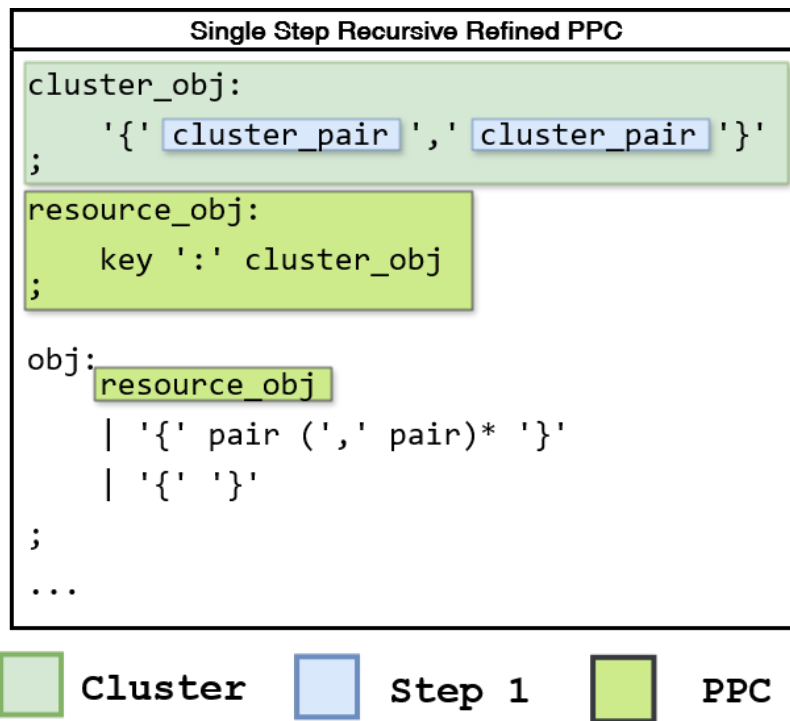 Single Step Recursive Refined PPC
cluster_obj:
'{' cluster_pair ',' cluster_pair '}'
;
resource_obj:
key ':' cluster_obj
;
obj:
resource_obj
| '{' pair (',' pair)* '}'
| '{' '}'
;
...
Cluster Step 1 PPC